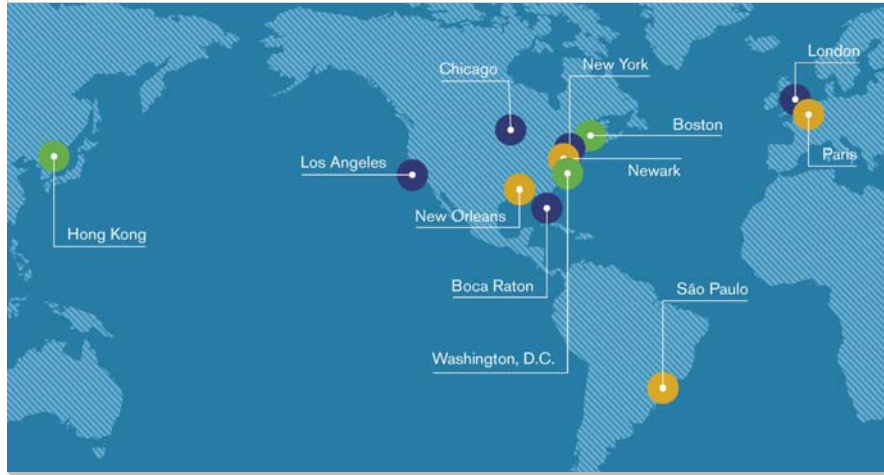 London
New York
Chicago
Boston
Paris
Los Angeles
Newark
New Orleans
Hong Kong
Boca Raton
São Paulo
Washington, D.C.